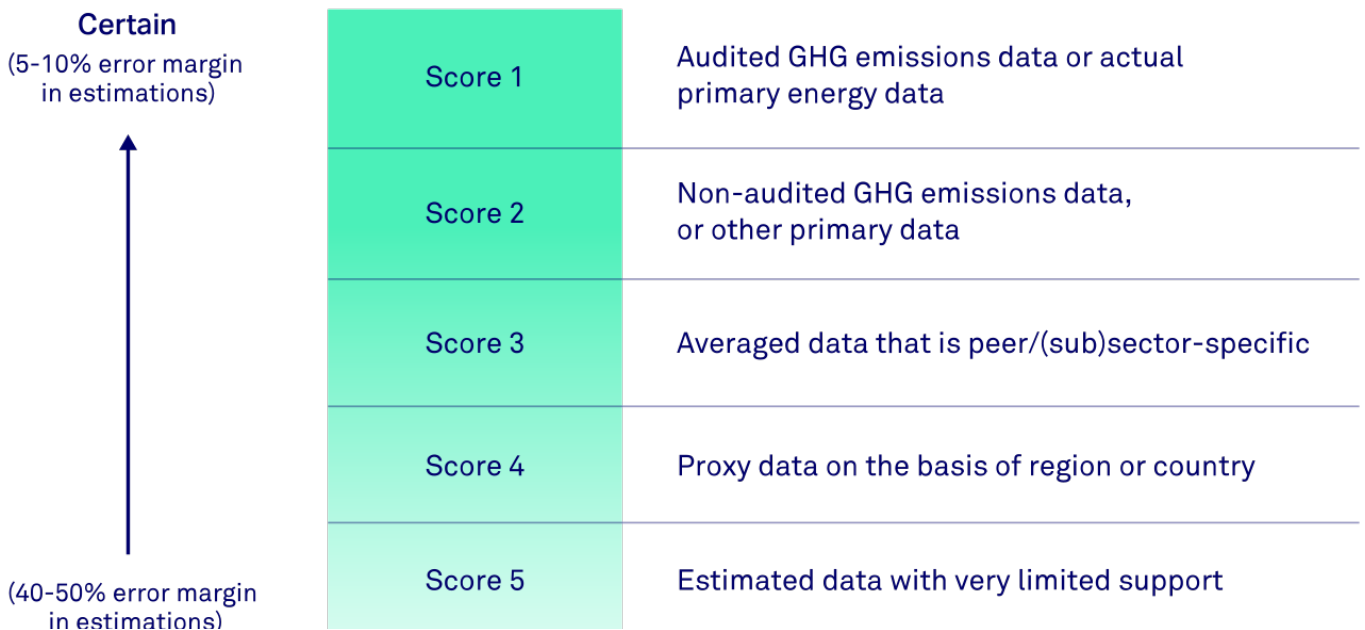 Certain
(5-10% error margin
in estimations)
Score 1
Audited GHG emissions data or actual
primary energy data
Score 2
Non-audited GHG emissions data,
or other primary data
Score 3
Averaged data that is peer/(sub)sector-specific
Score 4
Proxy data on the basis of region or country
Score 5
Estimated data with very limited support
(40-50% error margin
in estimations)